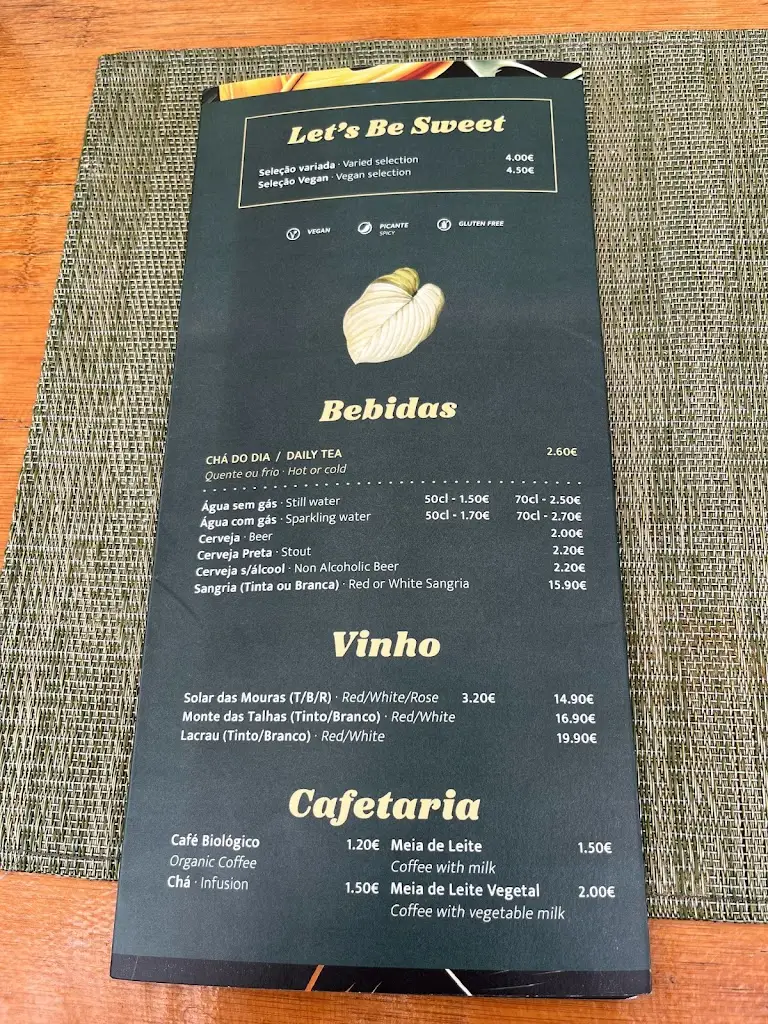 Let's Be Sweet
Seleção variada · Varied selection 4.00€
Seleção Vegan · Vegan selection 4.50€
VEGAN PICANTE GLUTEN FREE
SPICY
Bebidas
CHÁ DO DIA / DAILY TEA 2.60€
Quente ou frio · Hot or cold
Água sem gás · Still water 50cl - 1.50€ 70cl - 2.50€
Água com gás · Sparkling water 50cl - 1.70€ 70cl - 2.70€
Cerveja · Beer 2.00€
Cerveja Preta · Stout 2.20€
Cerveja s/álcool · Non Alcoholic Beer 2.20€
Sangria (Tinta ou Branca) · Red or White Sangria 15.90€
Vinho
Solar das Mouras (T/B/R) · Red/White/Rose 3.20€ 14.90€
Monte das Talhas (Tinto/Branco) · Red/White 16.90€
Lacrau (Tinto/Branco) · Red/White 19.90€
Cafetaria
Café Biológico 1.20€ Meia de Leite 1.50€
Organic Coffee Coffee with milk
Chá · Infusion 1.50€ Meia de Leite Vegetal 2.00€
Coffee with vegetable milk